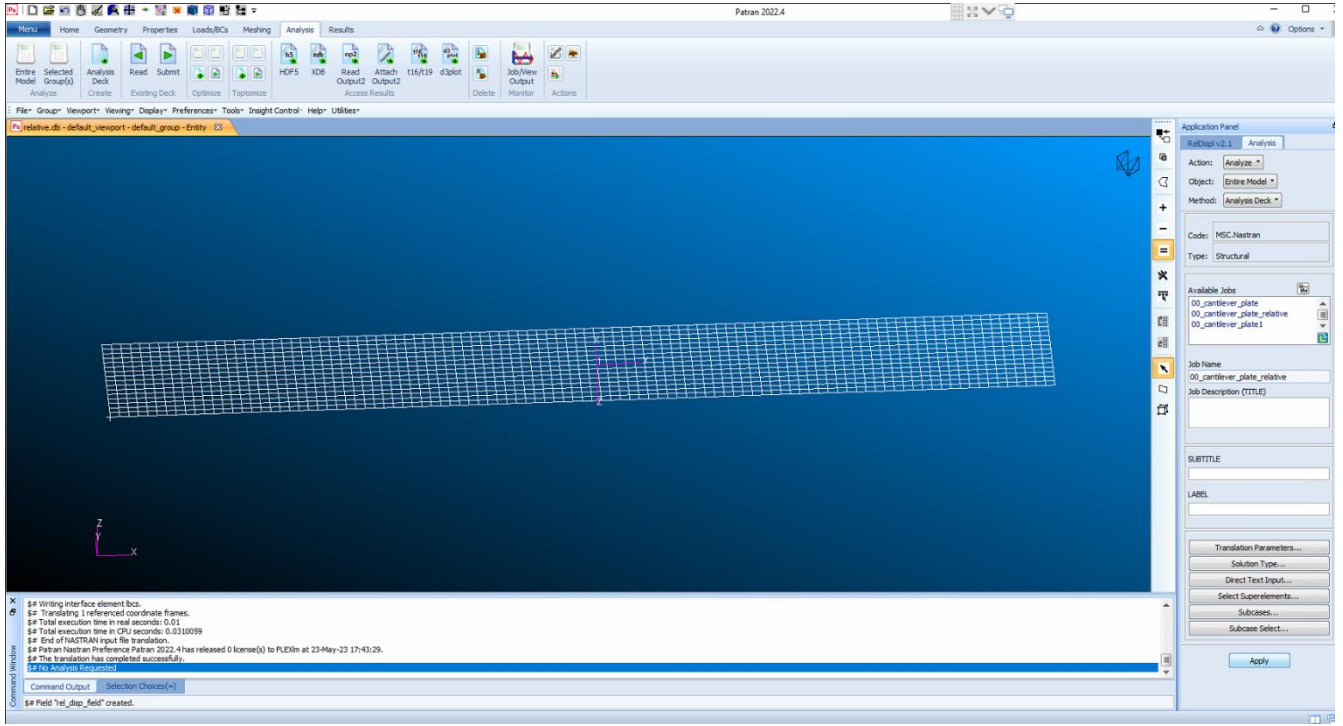 Patran 2022.4
Menu Home Geometry Properties Loads/BCs Meshing Analysis Results
Options
Entire Model
Selected Group(s)
Analysis Deck
Read Submit
HDF5 XDB
Read Output2
Attach Output2
t16/t19 d3plot
Job/View Output
Analyze Create Existing Deck Optimize Toptomize Access Results Delete Monitor Actions
File Group Viewport Viewing Display Preferences Tools Insight Control Help Utilities
relative.db - default_viewport - default_group - Entity
Y
Z
Z
Y
X
Application Panel
RelDispl v2.1 Analysis
Action: Analyze
Object: Entire Model
Method: Analysis Deck
Code: MSC.Nastran
Type: Structural
Available Jobs
00_cantilever_plate
00_cantilever_plate_relative
00_cantilever_plate1
Job Name
00_cantilever_plate_relative
Job Description (TITLE)
SUBTITLE
LABEL
Translation Parameters...
Solution Type...
Direct Text Input...
Select Superelements...
Subcases...
Subcase Select...
Apply
Command Window
$# Writing interface element lbcs.
$# Translating 1 referenced coordinate frames.
$# Total execution time in real seconds: 0.01
$# Total execution time in CPU seconds: 0.0310059
$# End of NASTRAN input file translation.
$# Patran Nastran Preference Patran 2022.4 has released 0 license(s) to FLEXlm at 23-May-23 17:43:29.
$# The translation has completed successfully.
$# No Analysis Requested
Command Output Selection Choices(=)
$# Field "rel_disp_field" created.